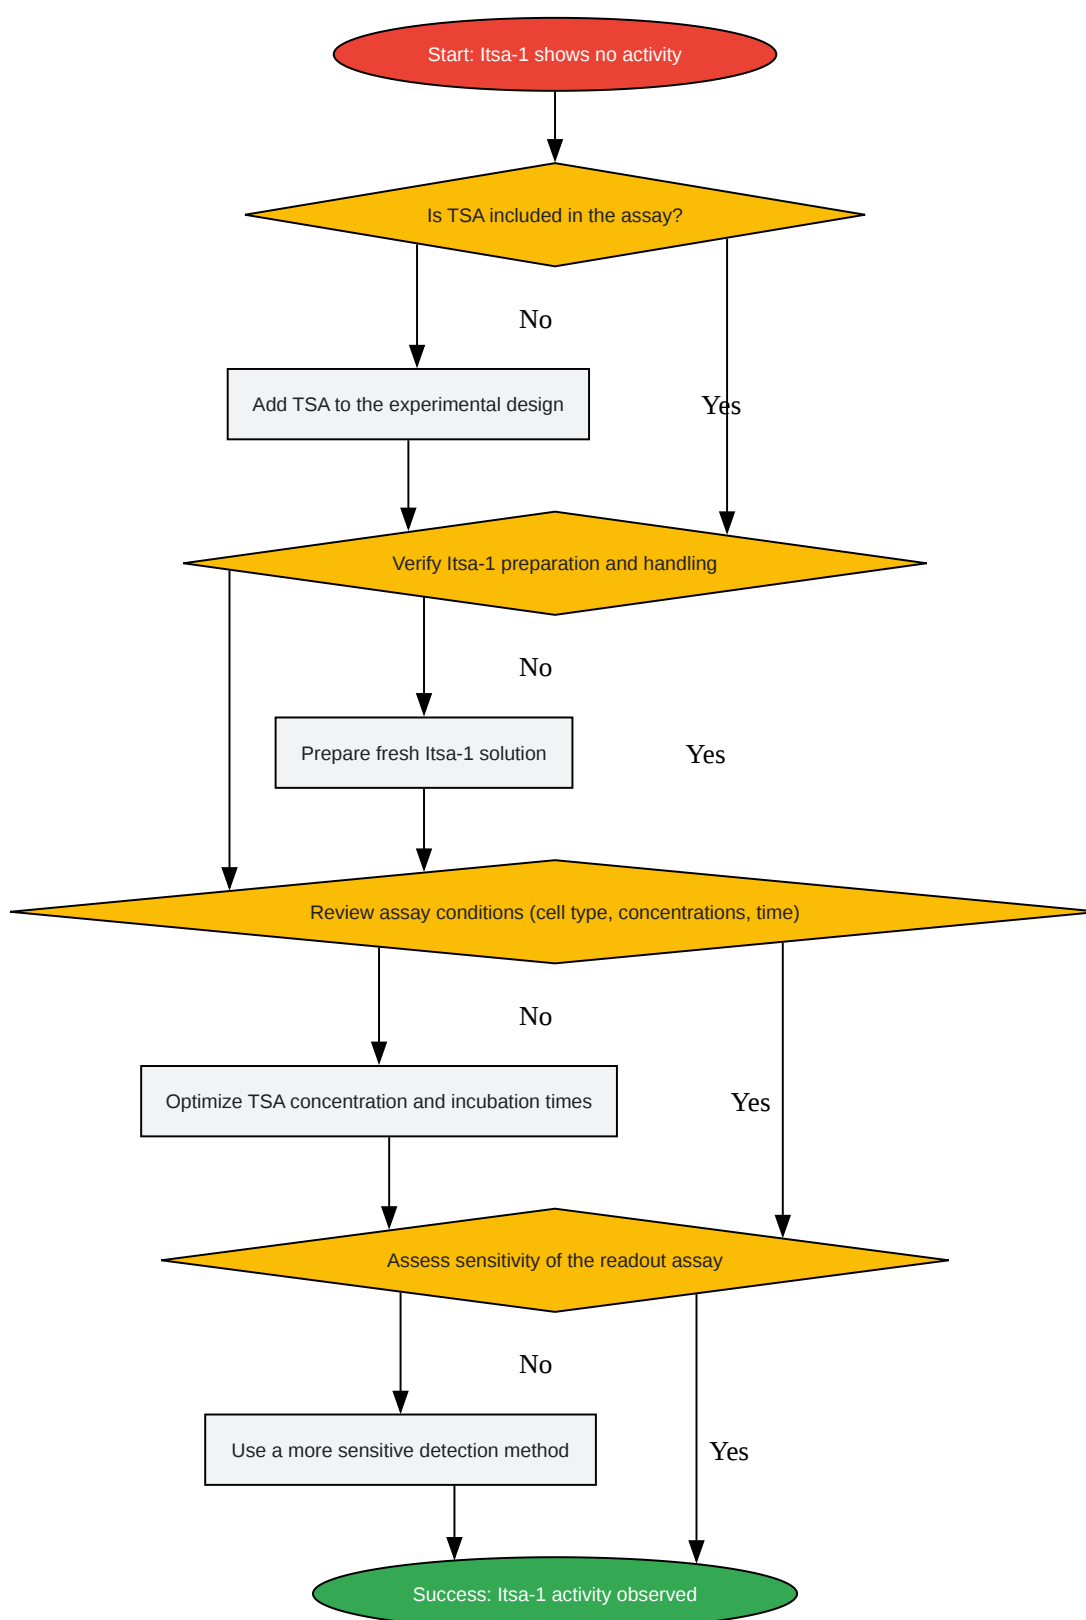 Start: Itsa-1 shows no activity
Is TSA included in the assay?
No
Add TSA to the experimental design
Yes
Verify Itsa-1 preparation and handling
No
Prepare fresh Itsa-1 solution
Yes
Review assay conditions (cell type, concentrations, time)
No
Optimize TSA concentration and incubation times
Yes
Assess sensitivity of the readout assay
No
Use a more sensitive detection method
Yes
Success: Itsa-1 activity observed